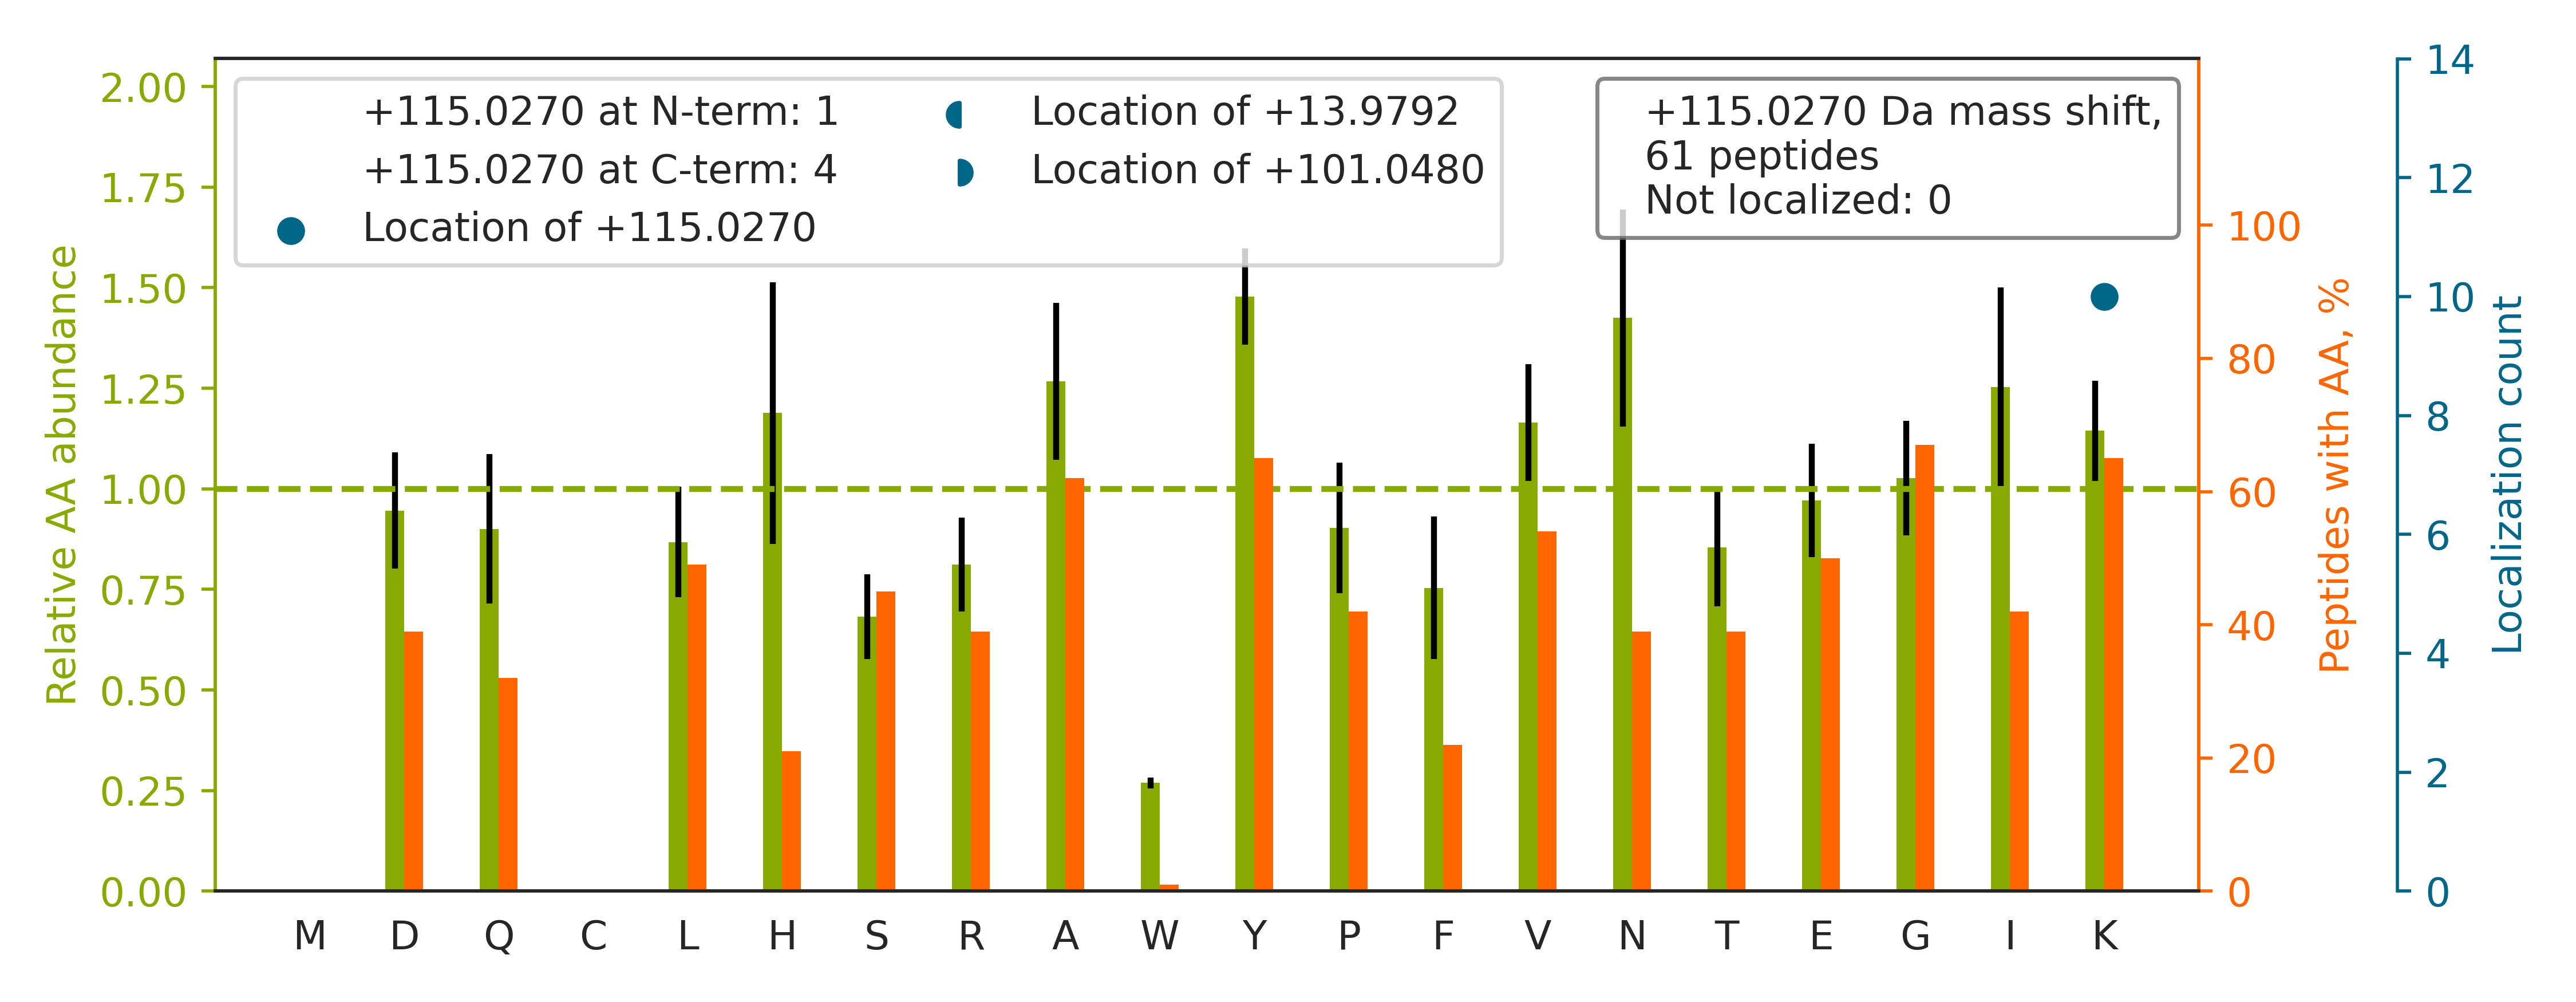 +115.0270 at N-term: 1
+115.0270 at C-term: 4
Location of +115.0270
Location of +13.9792
Location of +101.0480
+115.0270 Da mass shift,
61 peptides
Not localized: 0
Relative AA abundance
2.00
1.75
1.50
1.25
1.00
0.75
0.50
0.25
0.00
M D Q C L H S R A W Y P F V N T E G I K
100
80
60
40
20
0
Peptides with AA, %
14
12
10
8
6
4
2
0
Localization count